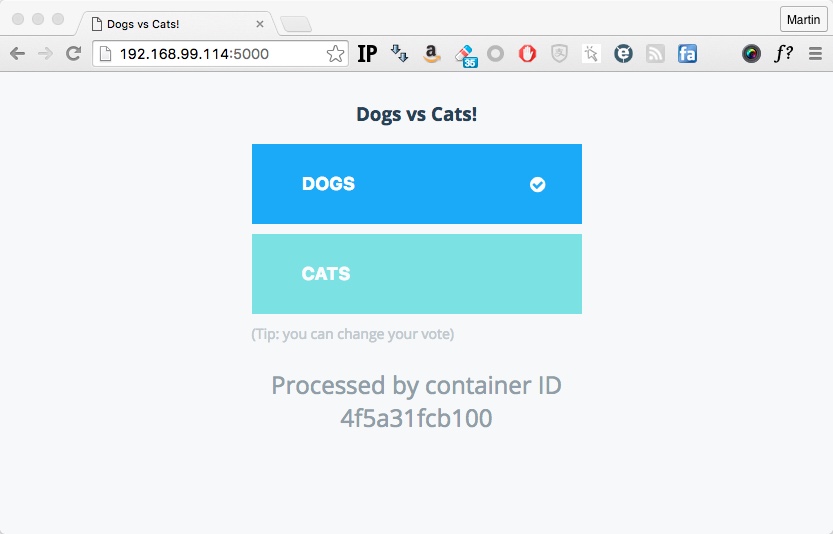 Dogs vs Cats!
Martin
192.168.99.114:5000
IP
a
35
f?
Dogs vs Cats!
DOGS
CATS
(Tip: you can change your vote)
Processed by container ID
4f5a31fcb100